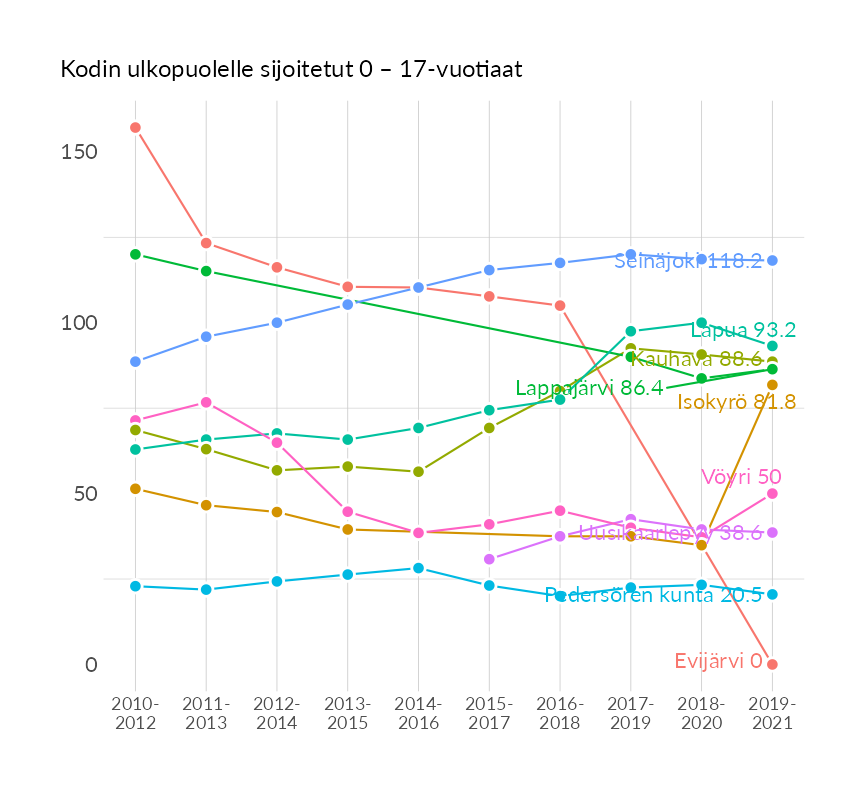 Kodin ulkopuolelle sijoitetut 0 – 17-vuotiaat
150
100
50
0
Seinäjoki 118.2
Lapua 93.2
Kauhava 88.6
Lappajärvi 86.4
Isokyrö 81.8
Vöyri 50
Uusikaarlepyy 38.6
Pedersören kunta 20.5
Evijärvi 0
2010-
2012
2011-
2013
2012-
2014
2013-
2015
2014-
2016
2015-
2017
2016-
2018
2017-
2019
2018-
2020
2019-
2021